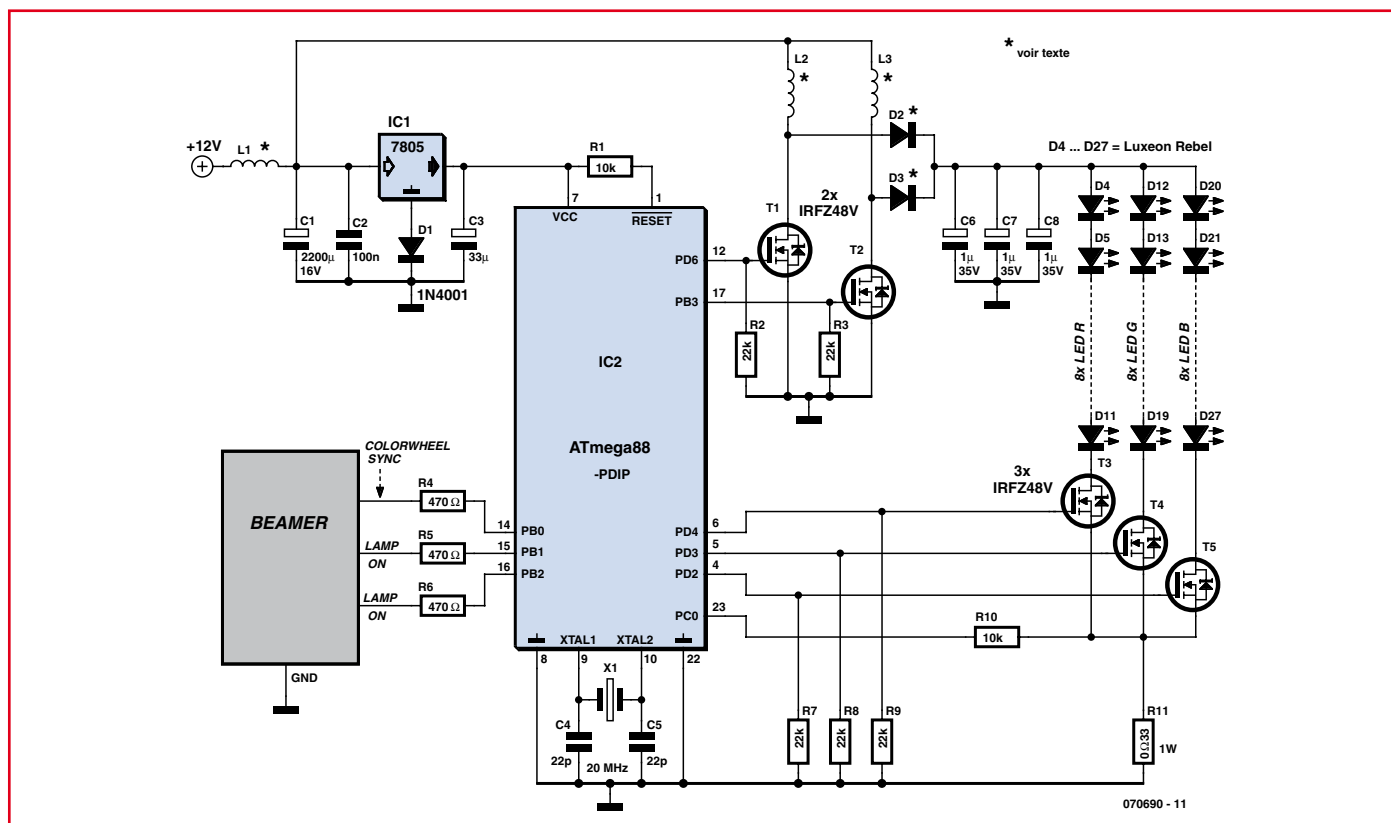 * voir texte
L2
*
L3
*
D2 *
D3 *
IC1
7805
+12V
L1 *
R1
10k
D4 ... D27 = Luxeon Rebel
D4
D12
D20
D5
D13
D21
C1
2200µ
16V
C2
100n
D1
1N4001
C3
33µ
7
VCC
1
RESET
2x
IRFZ48V
T1
T2
C6
1µ
35V
C7
1µ
35V
C8
1µ
35V
12
PD6
17
PB3
R2
22k
R3
22k
8x LED R
8x LED G
8x LED B
IC2
ATmega88
-PDIP
D11
D19
D27
3x
IRFZ48V
T3
T4
T5
COLORWHEEL
SYNC
BEAMER
R4
470 Ω
14
PB0
LAMP
ON
R5
470 Ω
15
PB1
LAMP
ON
R6
470 Ω
16
PB2
GND
6
PD4
5
PD3
4
PD2
23
PC0
R10
10k
XTAL1
XTAL2
8
9
10
22
X1
C4
22p
C5
22p
20 MHz
R7
22k
R8
22k
R9
22k
R11
0Ω33
1W
070690 - 11